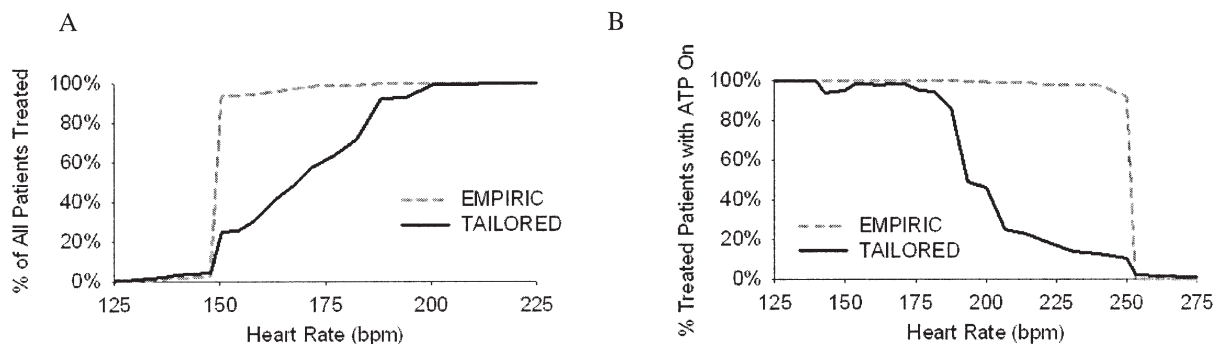 A
% of All Patients Treated
100%
80%
60%
40%
20%
0%
EMPIRIC
TAILORED
125 150 175 200 225
Heart Rate (bpm)
B
% Treated Patients with ATP On
100%
80%
60%
40%
20%
0%
EMPIRIC
TAILORED
125 150 175 200 225 250 275
Heart Rate (bpm)